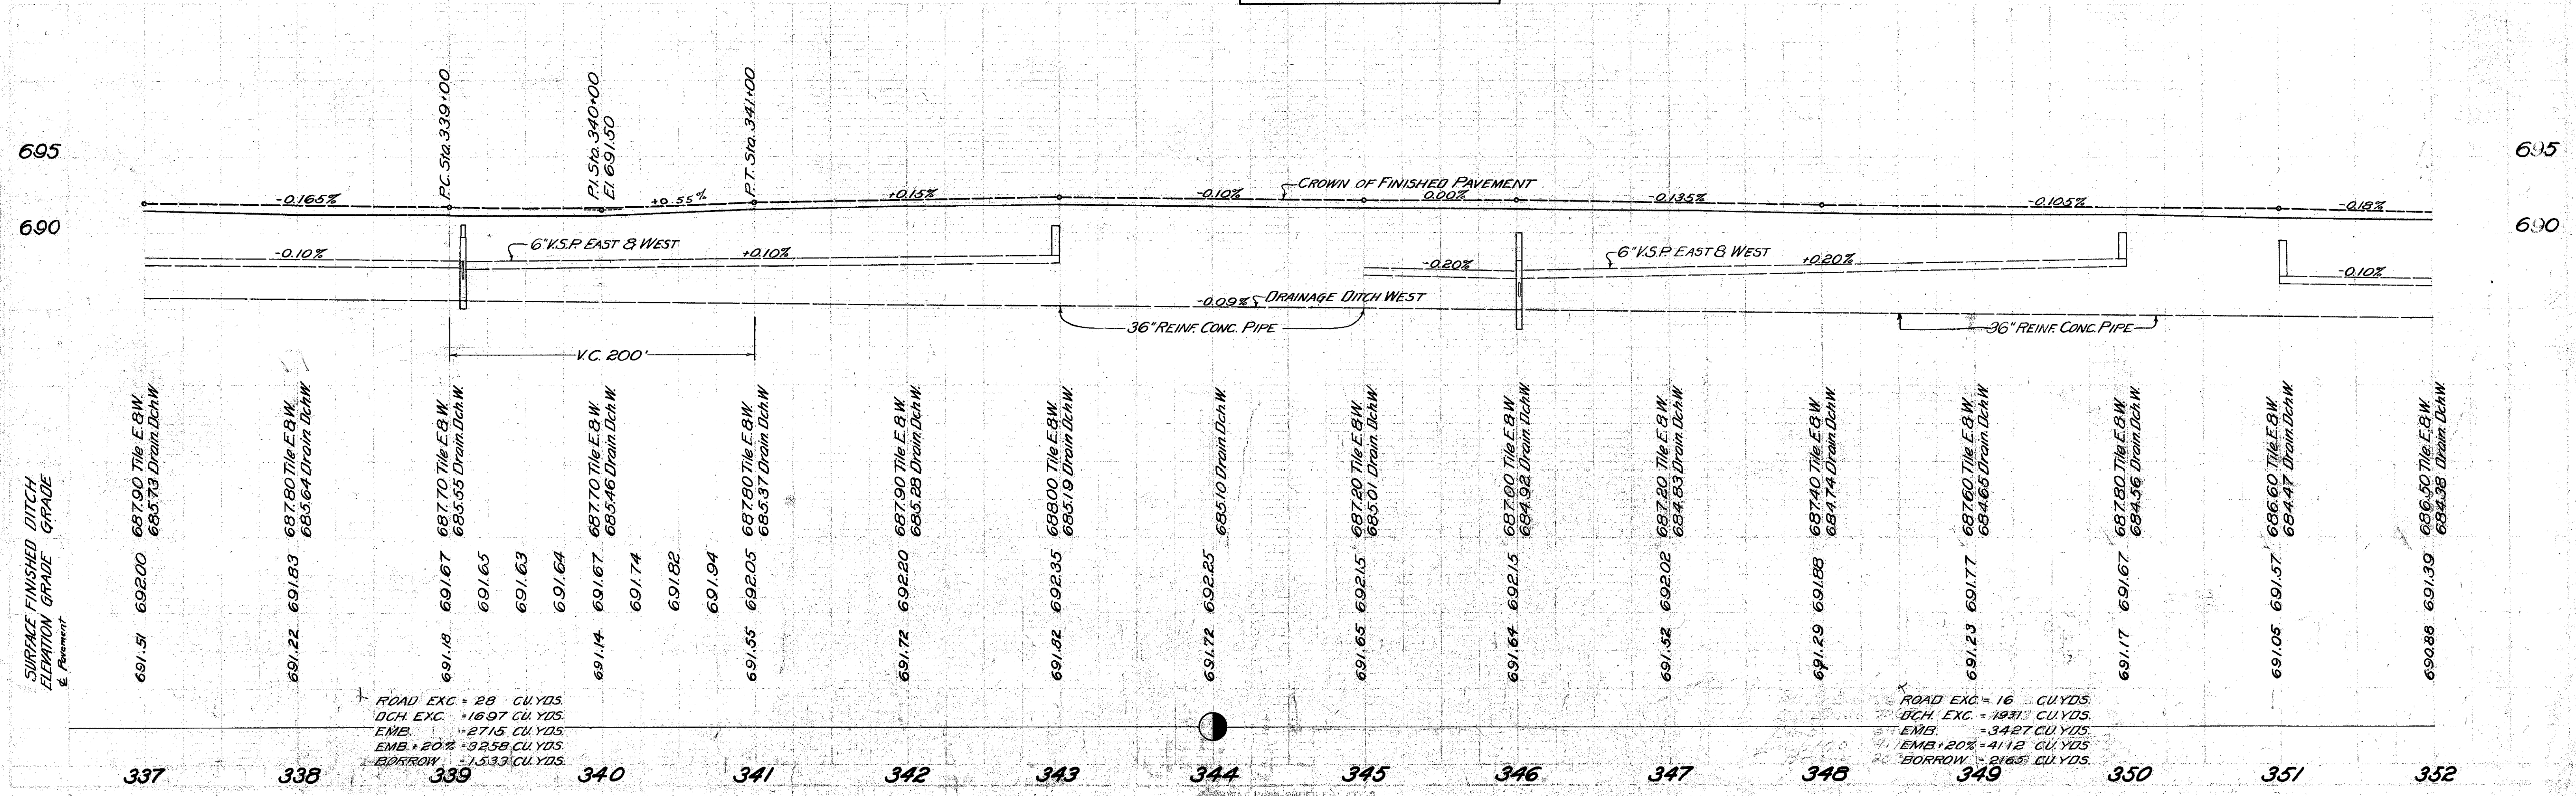 P.C. Sta. 339+00
P.I. Sta. 340+00
El. 691.50
P.T. Sta. 341+00
695
695
690
690
-0.165%
+0.55%
+0.15%
-0.10%
CROWN OF FINISHED PAVEMENT
0.00%
-0.135%
-0.105%
-0.18%
-0.10%
6" V.S.P. EAST & WEST
+0.10%
-0.20%
6" V.S.P. EAST & WEST
+0.20%
-0.10%
-0.09%
DRAINAGE DITCH WEST
36" REINF. CONC. PIPE
36" REINF. CONC. PIPE
V.C. 200'
SURFACE FINISHED DITCH
ELEVATION GRADE GRADE
℄ Pavement
687.90 Tile E.&W.
685.73 Drain. Dch.W.
687.80 Tile E.&W.
685.64 Drain. Dch.W.
687.70 Tile E.&W.
685.55 Drain. Dch.W.
687.70 Tile E.&W.
685.46 Drain. Dch.W.
687.80 Tile E.&W.
685.37 Drain. Dch.W.
687.90 Tile E.&W.
685.28 Drain. Dch.W.
688.00 Tile E.&W.
685.19 Drain. Dch.W.
685.10 Drain. Dch.W.
687.20 Tile E.&W.
685.01 Drain. Dch.W.
687.00 Tile E.&W
684.92 Drain. Dch.W.
687.20 Tile E.&W.
684.83 Drain. Dch.W.
687.40 Tile E.&W.
684.74 Drain. Dch.W.
687.60 Tile E.&W.
684.65 Drain. Dch.W.
687.80 Tile E.&W.
684.56 Drain. Dch.W.
686.60 Tile E.&W.
684.47 Drain. Dch.W.
686.50 Tile E.&W.
684.38 Drain. Dch.W.
692.00
691.83
691.67
691.65
691.63
691.64
691.67
691.74
691.82
691.94
692.05
692.20
692.35
692.25
692.15
692.15
692.02
691.88
691.77
691.67
691.57
691.39
691.51
691.22
691.18
691.14
691.55
691.72
691.82
691.72
691.65
691.64
691.52
691.29
691.23
691.17
691.05
690.88
ROAD EXC. = 28 CU.YDS.
DCH. EXC. = 1697 CU.YDS.
EMB. = 2715 CU.YDS.
EMB.+20% = 3258 CU.YDS.
BORROW = 1533 CU.YDS.
ROAD EXC. = 16 CU.YDS.
DCH. EXC. = 1931 CU.YDS.
EMB. = 3427 CU.YDS.
EMB.+20% = 4112 CU.YDS
BORROW = 2165 CU.YDS.
337 338 339 340 341 342 343 344 345 346 347 348 349 350 351 352